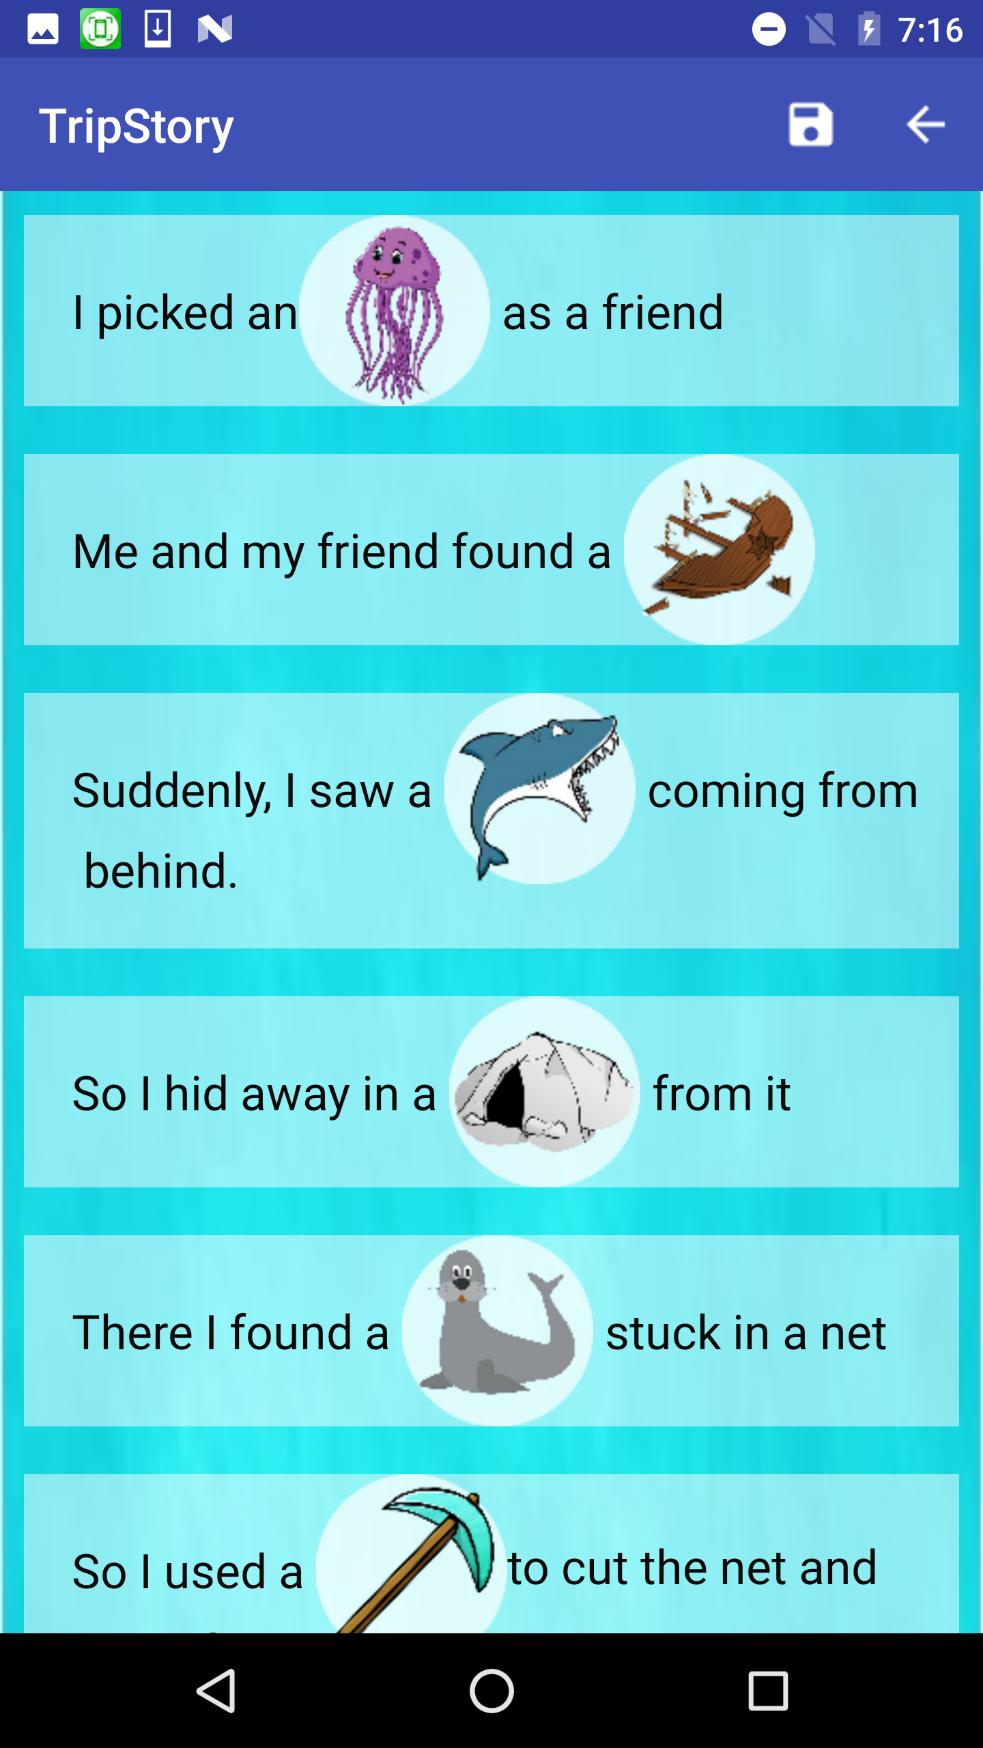 7:16
TripStory
I picked an as a friend
Me and my friend found a
Suddenly, I saw a coming from
behind.
So I hid away in a from it
There I found a stuck in a net
So I used a to cut the net and